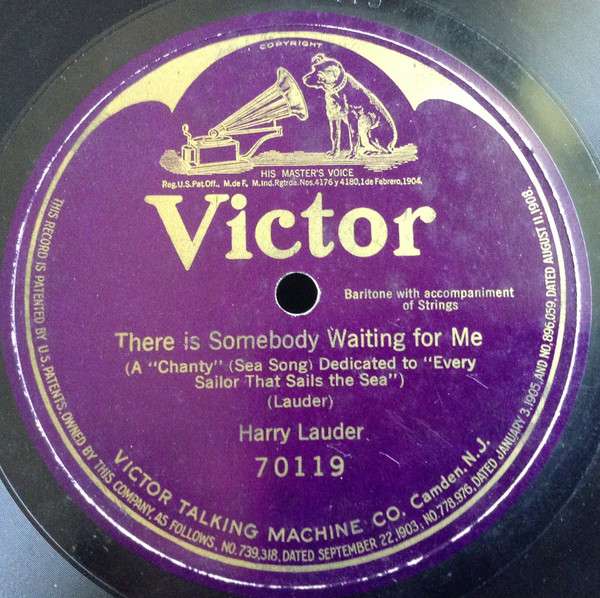 COPYRIGHT
HIS MASTER'S VOICE
Reg.U.S.Pat.Off., M.de F., M.Ind.Rgtrda.Nos.4176 y 4180,1 de Febrero, 1904.
Victor
Baritone with accompaniment
of Strings
There is Somebody Waiting for Me
(A "Chanty" (Sea Song) Dedicated to "Every
Sailor That Sails the Sea")
(Lauder)
Harry Lauder
70119
VICTOR TALKING MACHINE CO. Camden, N.J.
THIS RECORD IS PATENTED BY U.S. PATENTS, OWNED BY THIS COMPANY, AS FOLLOWS, NO.739,318, DATED SEPTEMBER 22, 1903; NO.778,976, DATED JANUARY 3, 1905, AND NO. 896,059, DATED AUGUST 11, 1908.